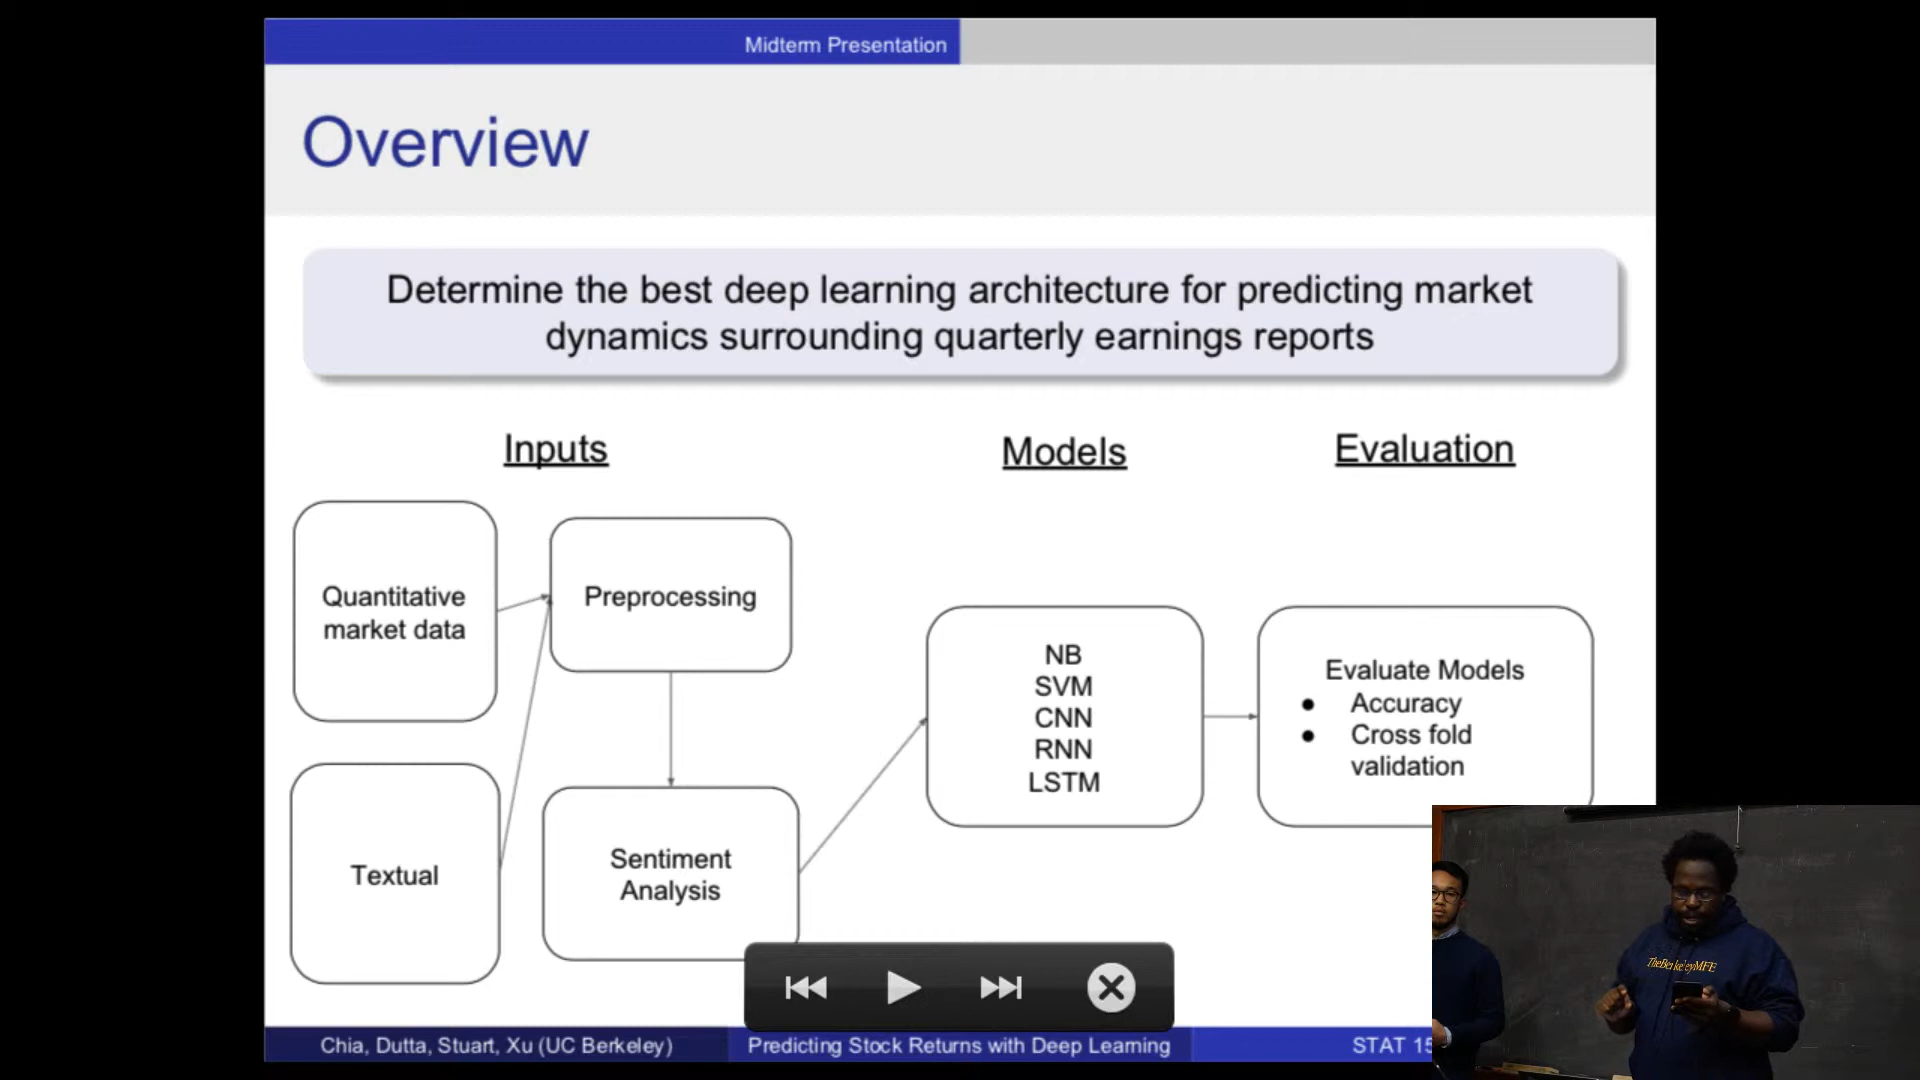 Midterm Presentation
Overview
Determine the best deep learning architecture for predicting market
dynamics surrounding quarterly earnings reports
Inputs
Models
Evaluation
Quantitative
market data
Preprocessing
Textual
Sentiment
Analysis
NB
SVM
CNN
RNN
LSTM
Evaluate Models
● Accuracy
● Cross fold
validation
TheBerkeleyMFE
Chia, Dutta, Stuart, Xu (UC Berkeley)
Predicting Stock Returns with Deep Learning
STAT 15